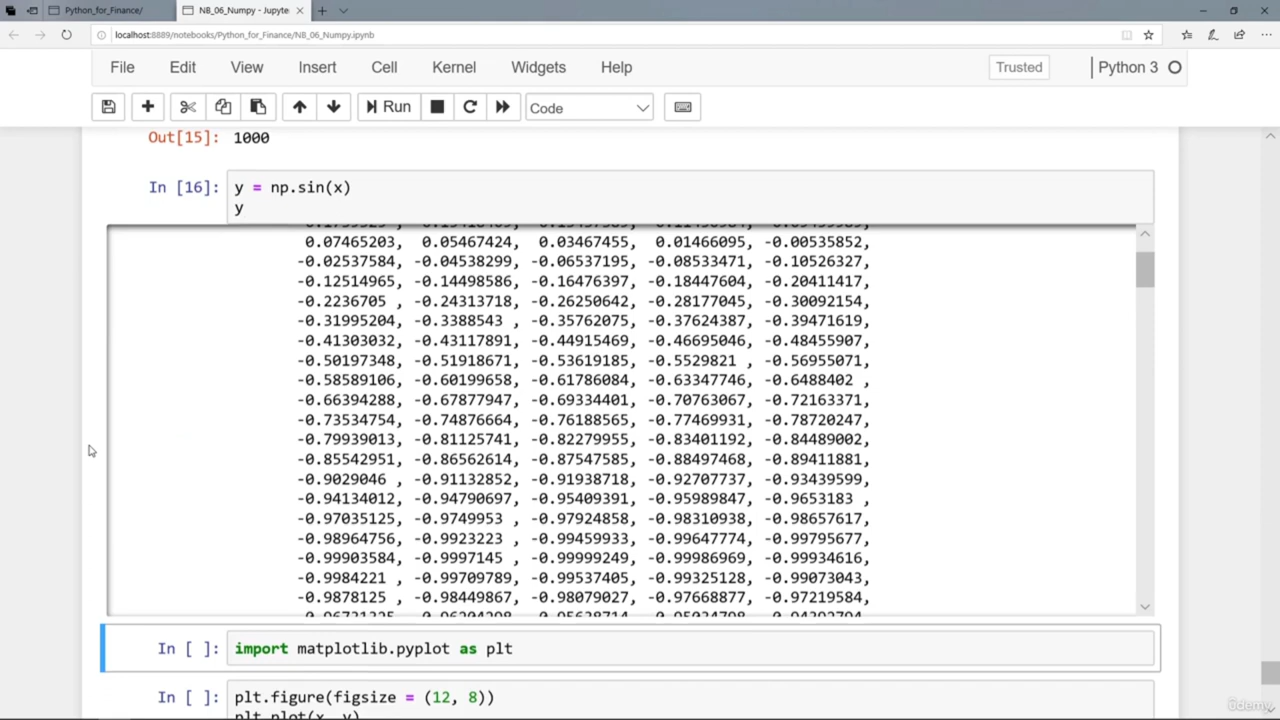 Python_for_Finance/
NB_06_Numpy - Jupyte
localhost:8889/notebooks/Python_for_Finance/NB_06_Numpy.ipynb
File Edit View Insert Cell Kernel Widgets Help Trusted Python 3
Run Code
Out[15]: 1000
In [16]: y = np.sin(x)
y
0.07465203, 0.05467424, 0.03467455, 0.01466095, -0.00535852,
-0.02537584, -0.04538299, -0.06537195, -0.08533471, -0.10526327,
-0.12514965, -0.14498586, -0.16476397, -0.18447604, -0.20411417,
-0.2236705 , -0.24313718, -0.26250642, -0.28177045, -0.30092154,
-0.31995204, -0.3388543 , -0.35762075, -0.37624387, -0.39471619,
-0.41303032, -0.43117891, -0.44915469, -0.46695046, -0.48455907,
-0.50197348, -0.51918671, -0.53619185, -0.5529821 , -0.56955071,
-0.58589106, -0.60199658, -0.61786084, -0.63347746, -0.6488402 ,
-0.66394288, -0.67877947, -0.69334401, -0.70763067, -0.72163371,
-0.73534754, -0.74876664, -0.76188565, -0.77469931, -0.78720247,
-0.79939013, -0.81125741, -0.82279955, -0.83401192, -0.84489002,
-0.85542951, -0.86562614, -0.87547585, -0.88497468, -0.89411881,
-0.9029046 , -0.91132852, -0.91938718, -0.92707737, -0.93439599,
-0.94134012, -0.94790697, -0.95409391, -0.95989847, -0.9653183 ,
-0.97035125, -0.9749953 , -0.97924858, -0.98310938, -0.98657617,
-0.98964756, -0.9923223 , -0.99459933, -0.99647774, -0.99795677,
-0.99903584, -0.9997145 , -0.99999249, -0.99986969, -0.99934616,
-0.9984221 , -0.99709789, -0.99537405, -0.99325128, -0.99073043,
-0.9878125 , -0.98449867, -0.98079027, -0.97668877, -0.97219584,
In [ ]: import matplotlib.pyplot as plt
In [ ]: plt.figure(figsize = (12, 8))
plt.plot(x, y)
udemy